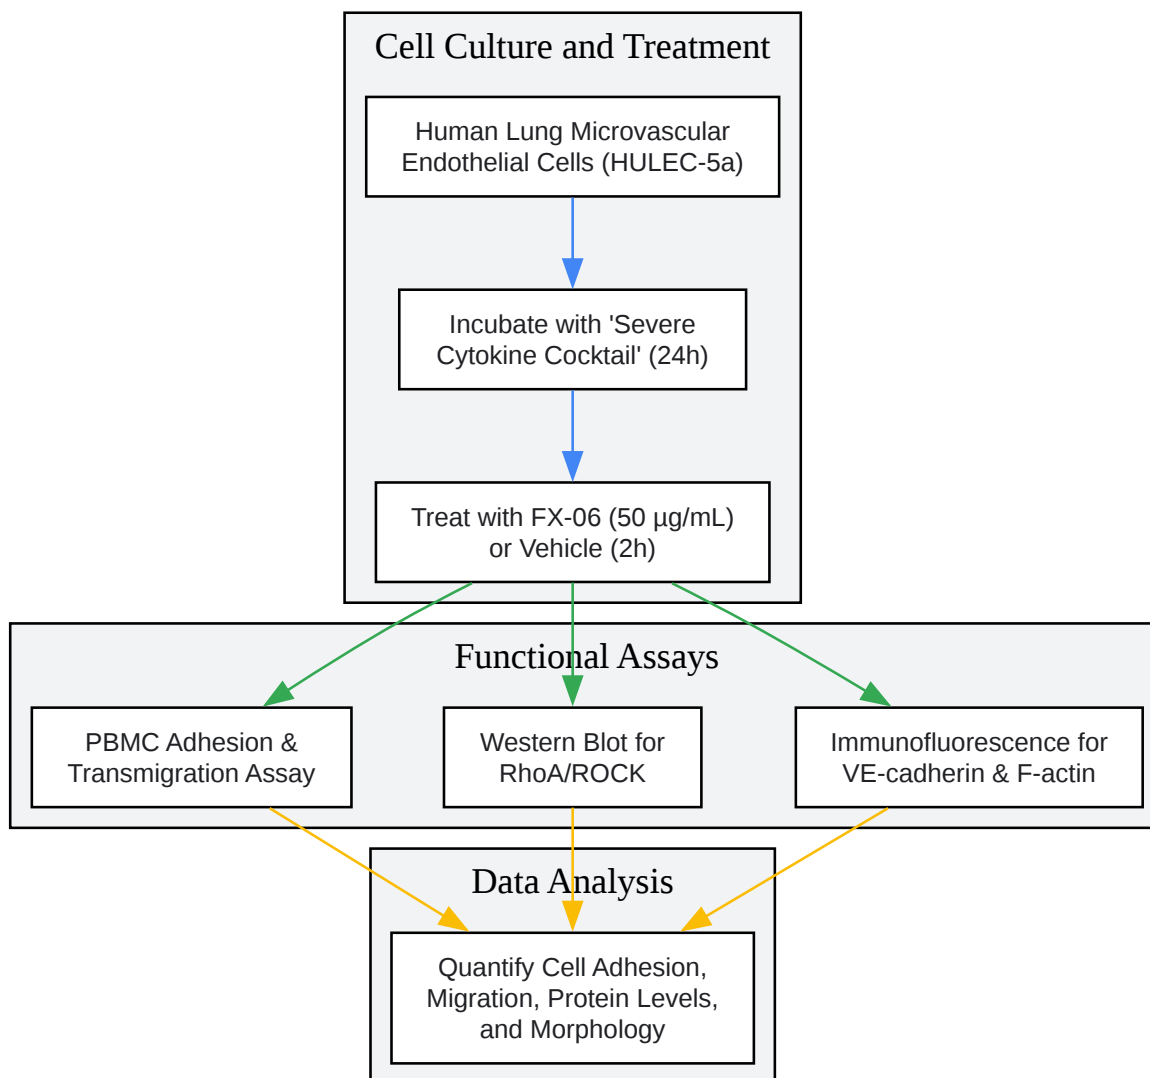 Cell Culture and Treatment
Human Lung Microvascular
Endothelial Cells (HULEC-5a)
Incubate with 'Severe
Cytokine Cocktail' (24h)
Treat with FX-06 (50 µg/mL)
or Vehicle (2h)
Functional Assays
PBMC Adhesion &
Transmigration Assay
Western Blot for
RhoA/ROCK
Immunofluorescence for
VE-cadherin & F-actin
Data Analysis
Quantify Cell Adhesion,
Migration, Protein Levels,
and Morphology